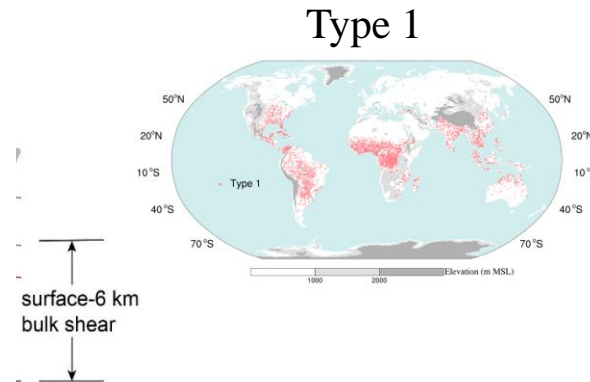 Type 1
50°N
50°N
20°N
20°N
10°S
Type 1
10°S
40°S
40°S
70°S
70°S
Elevation (m MSL)
1000
2000
surface-6 km
bulk shear